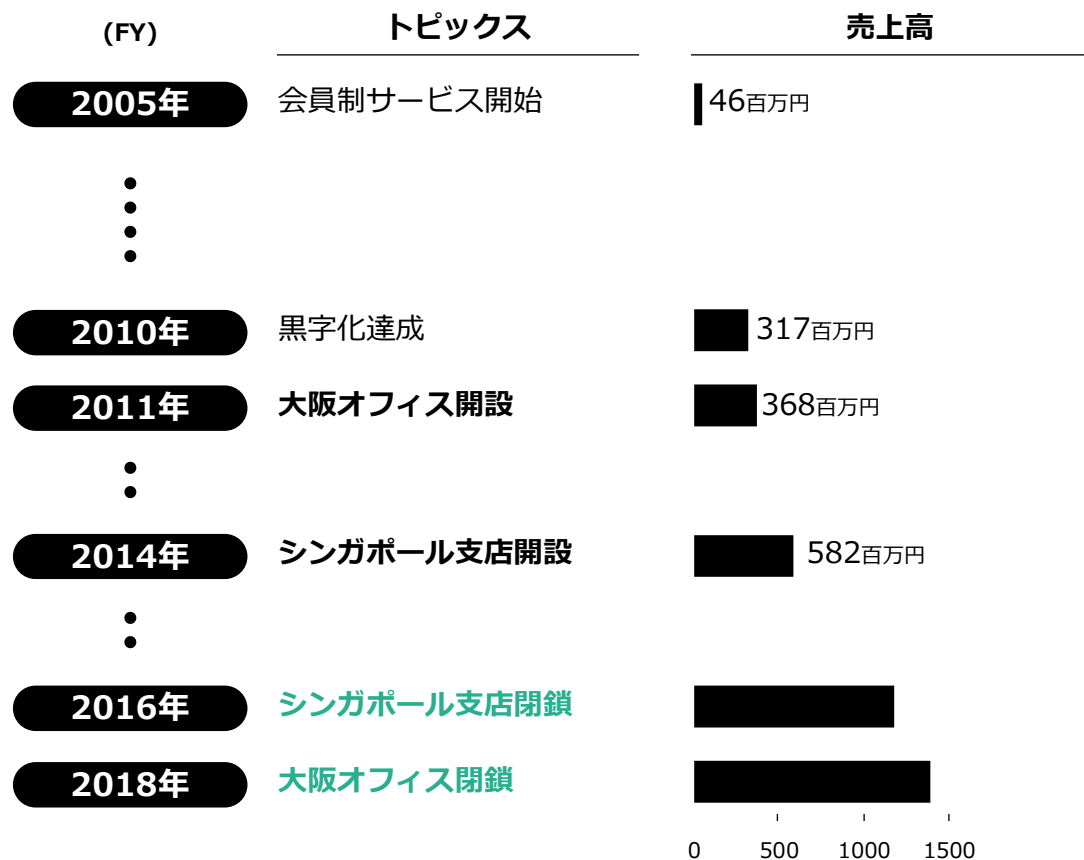 (FY) トピックス 売上高
2005年 会員制サービス開始 46百万円
2010年 黒字化達成 317百万円
2011年 大阪オフィス開設 368百万円
2014年 シンガポール支店開設 582百万円
2016年 シンガポール支店閉鎖
2018年 大阪オフィス閉鎖
0 500 1000 1500